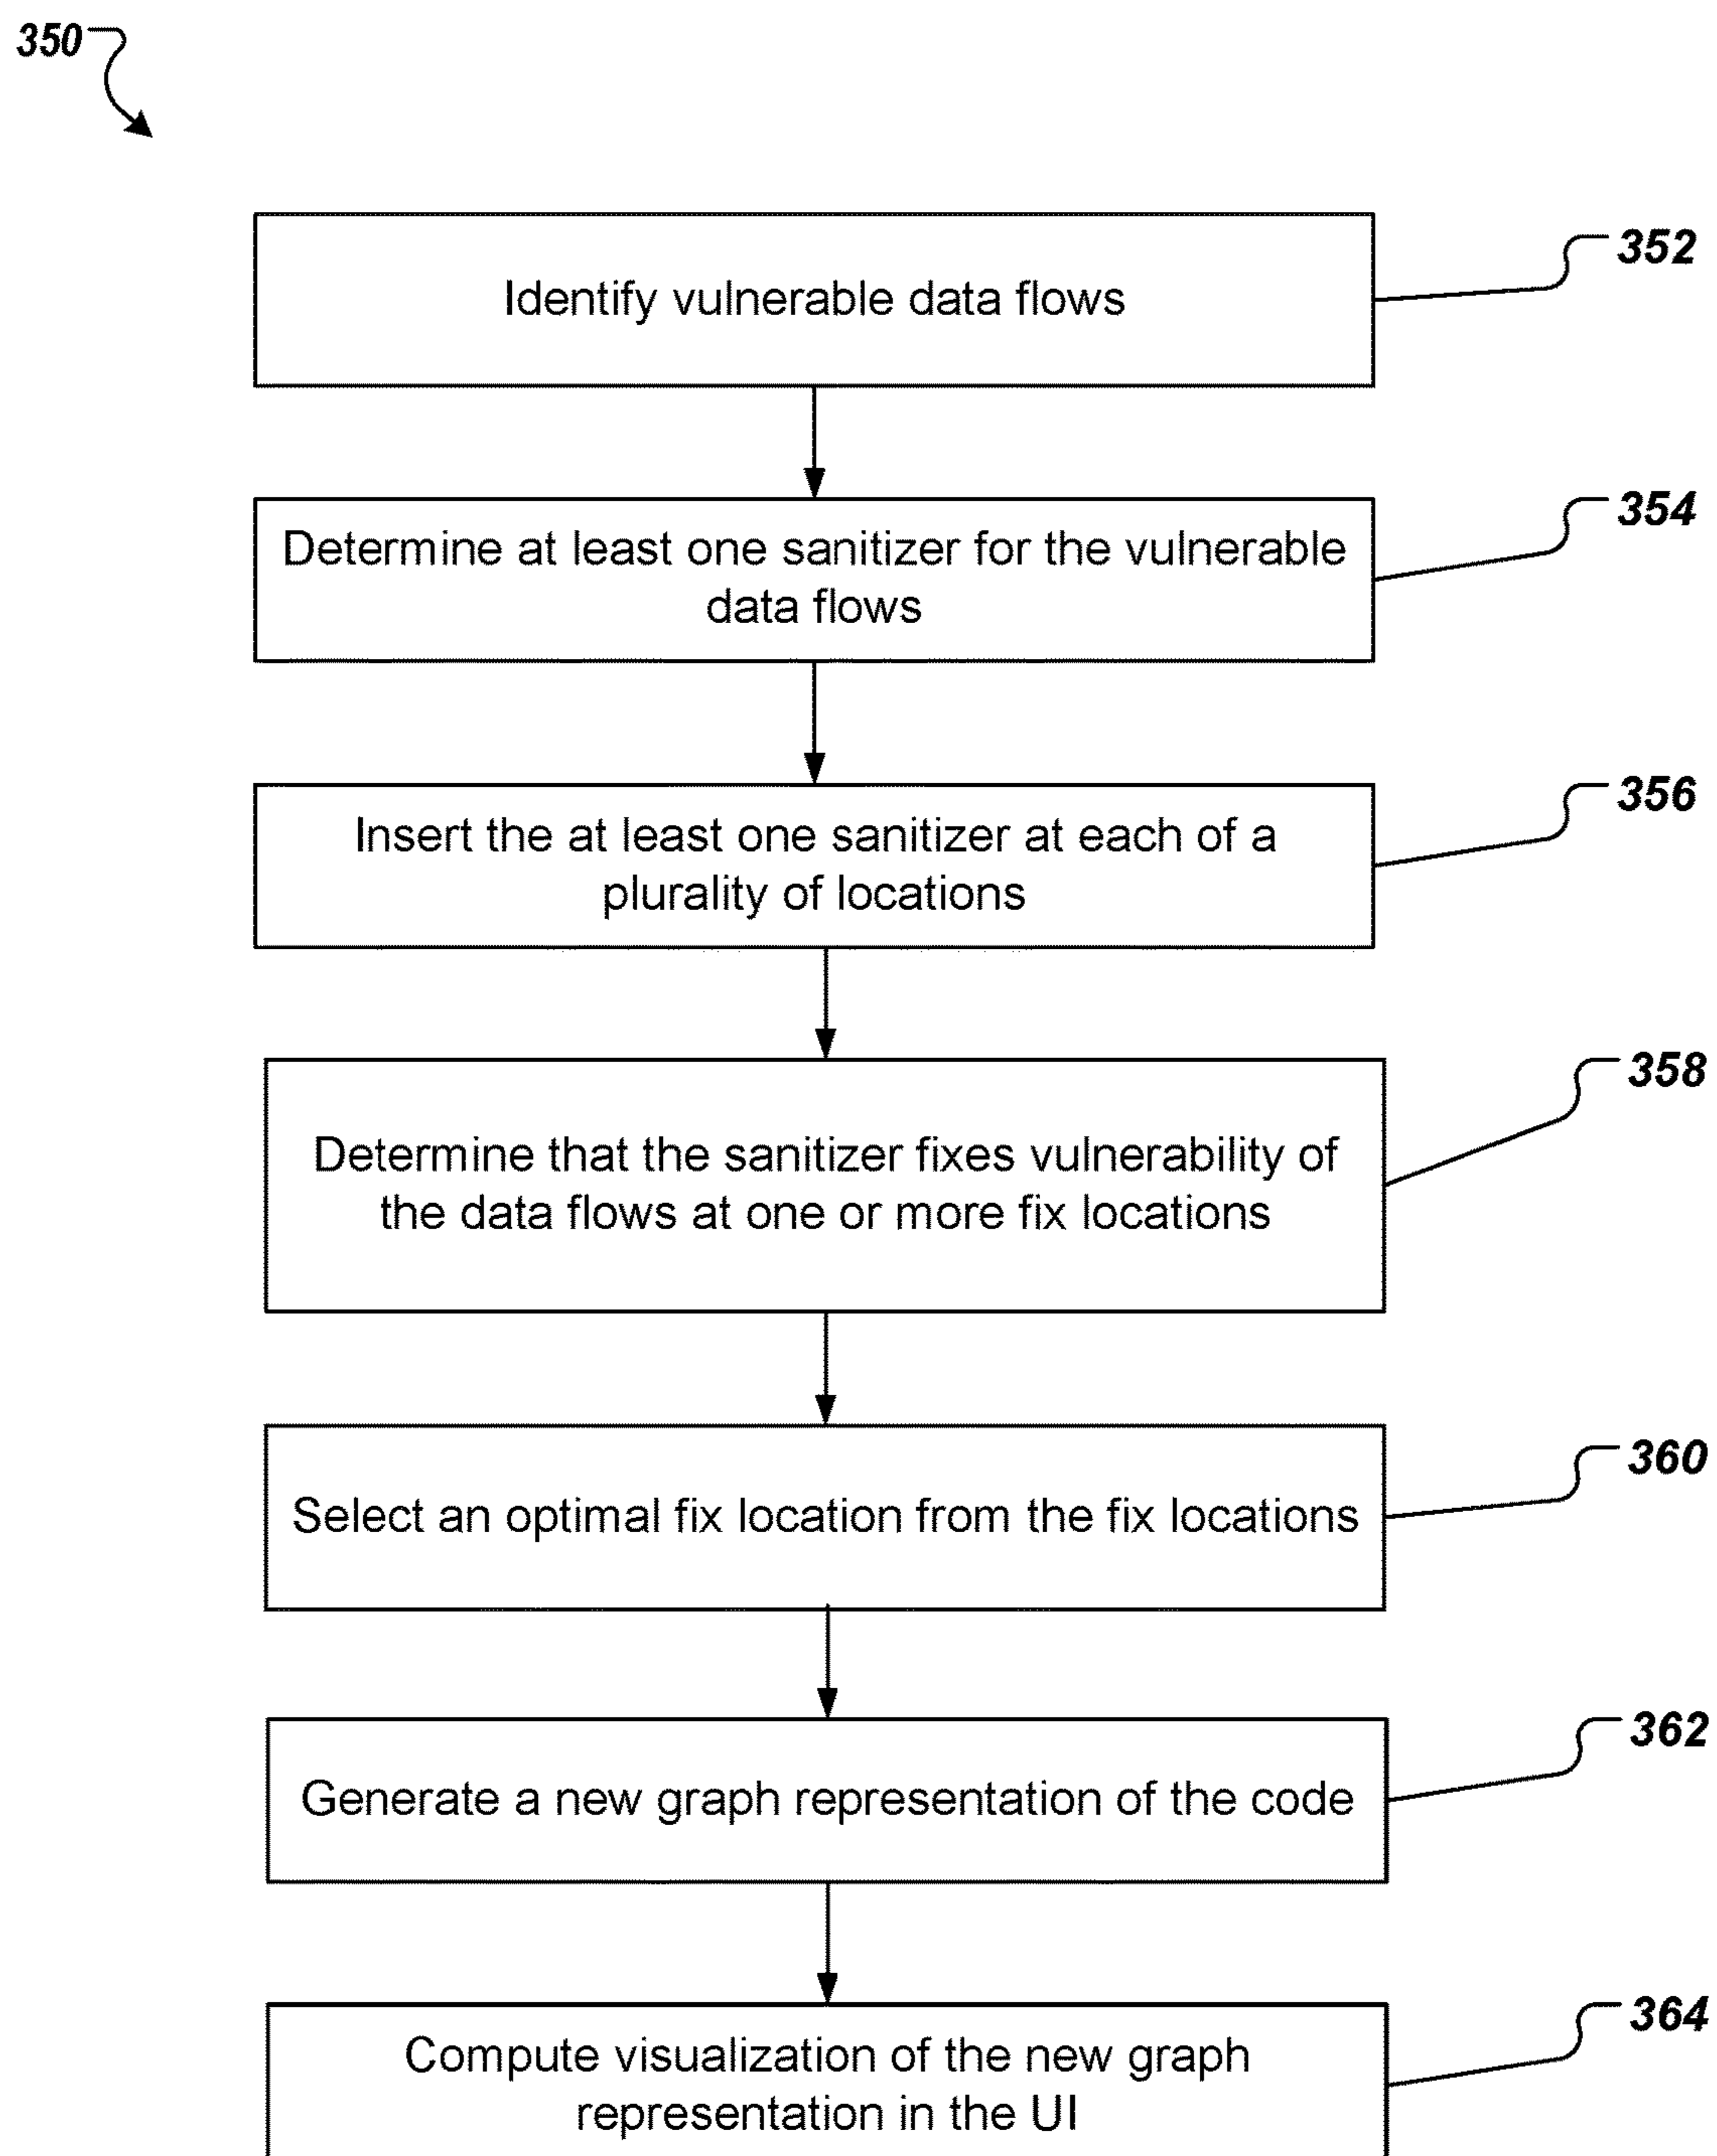 350
352
Identify vulnerable data flows
354
Determine at least one sanitizer for the vulnerable
data flows
356
Insert the at least one sanitizer at each of a
plurality of locations
358
Determine that the sanitizer fixes vulnerability of
the data flows at one or more fix locations
360
Select an optimal fix location from the fix locations
362
Generate a new graph representation of the code
364
Compute visualization of the new graph
representation in the UI